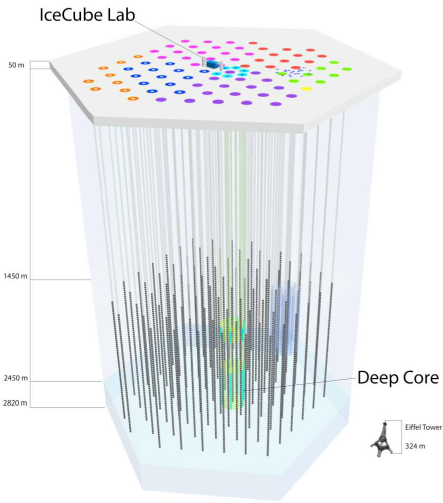 IceCube Lab
50 m
1450 m
2450 m
2820 m
Deep Core
Eiffel Tower
324 m